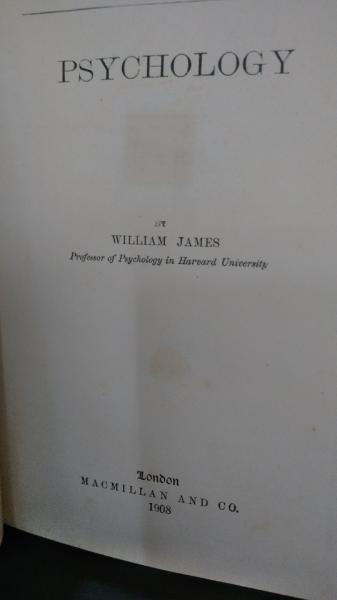 PSYCHOLOGY
BY
WILLIAM JAMES
Professor of Psychology in Harvard University
London
MACMILLAN AND CO.
1908